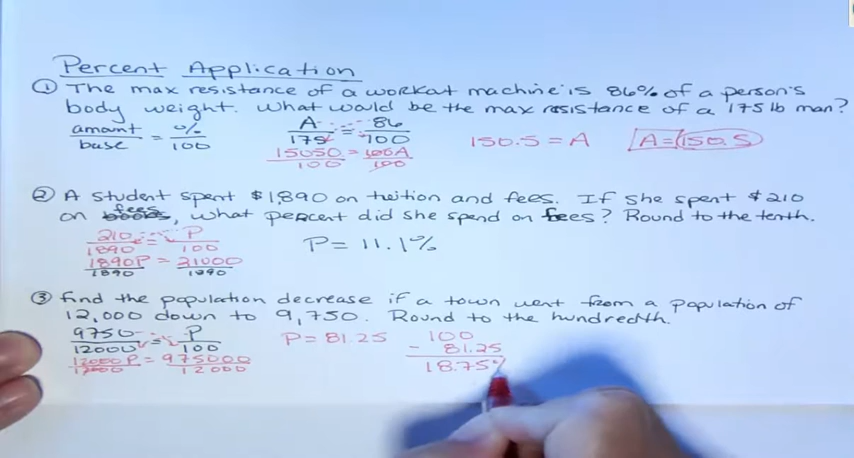 Percent Application
① The max resistance of a workat machine is 86% of a person's
body weight. What would be the max resistance of a 175 lb man?
amount/base = %/100   A/175 = 86/100   150.5 = A   A = 150.5
15050/100 = 100A/100
② A student spent $1,890 on tuition and fees. If she spent $210
on fees, what percent did she spend on fees? Round to the tenth.
210/1890 = P/100   P = 11.1%
1890P/1890 = 21000/1890
③ Find the population decrease if a town went from a population of
12,000 down to 9,750. Round to the hundredth.
9750/12000 = P/100   P = 81.25   100
12000P/12000 = 975000/12000   - 81.25
18.75%